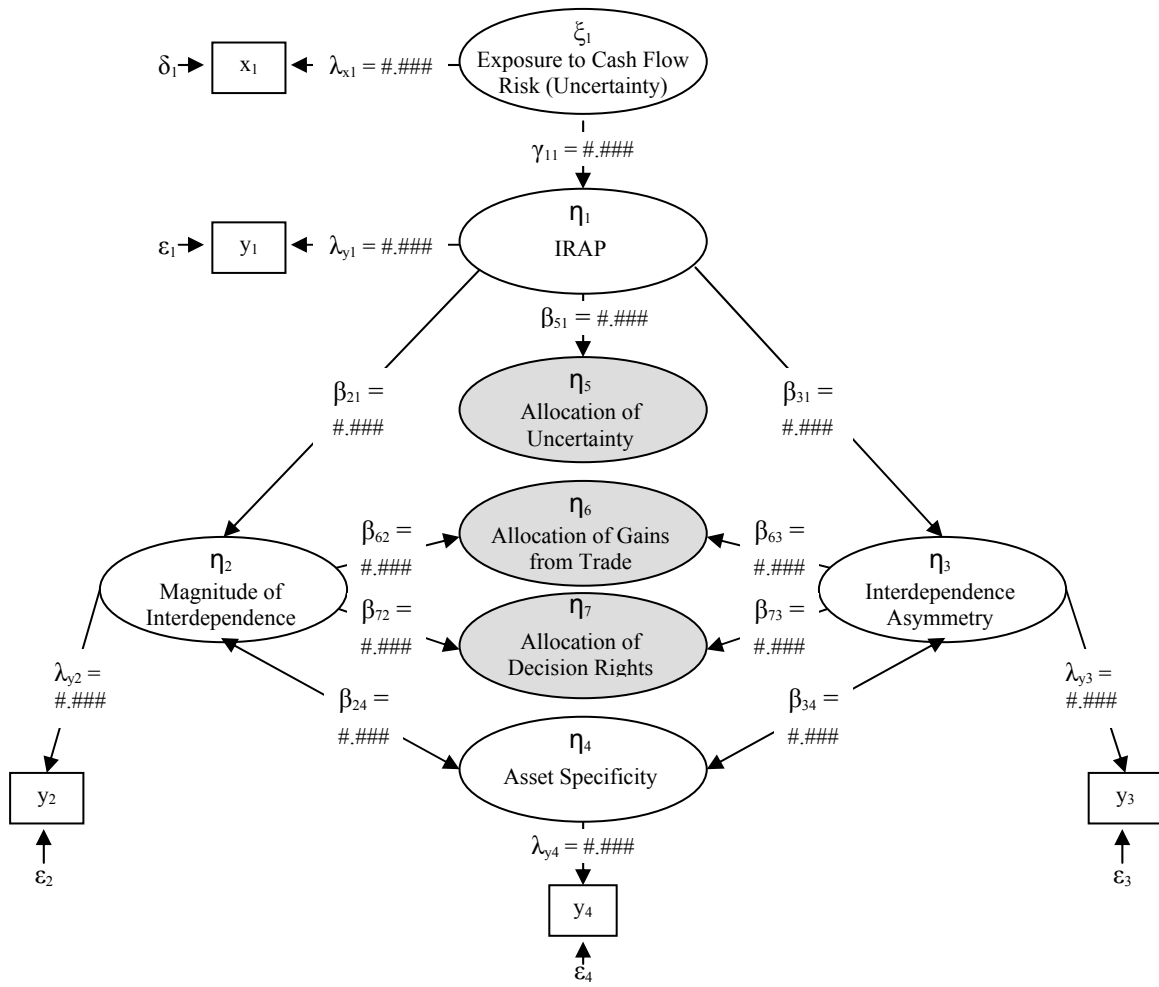 ξ1
Exposure to Cash Flow
Risk (Uncertainty)
δ1
x1
λx1 = #.###
γ11 = #.###
η1
IRAP
ε1
y1
λy1 = #.###
β51 = #.###
β21 =
#.###
η5
Allocation of
Uncertainty
β31 =
#.###
η6
Allocation of Gains
from Trade
β62 =
#.###
β63 =
#.###
η2
Magnitude of
Interdependence
η3
Interdependence
Asymmetry
β72 =
#.###
η7
Allocation of
Decision Rights
β73 =
#.###
λy2 =
#.###
β24 =
#.###
β34 =
#.###
λy3 =
#.###
η4
Asset Specificity
y2
y3
λy4 = #.###
ε2
ε3
y4
ε4